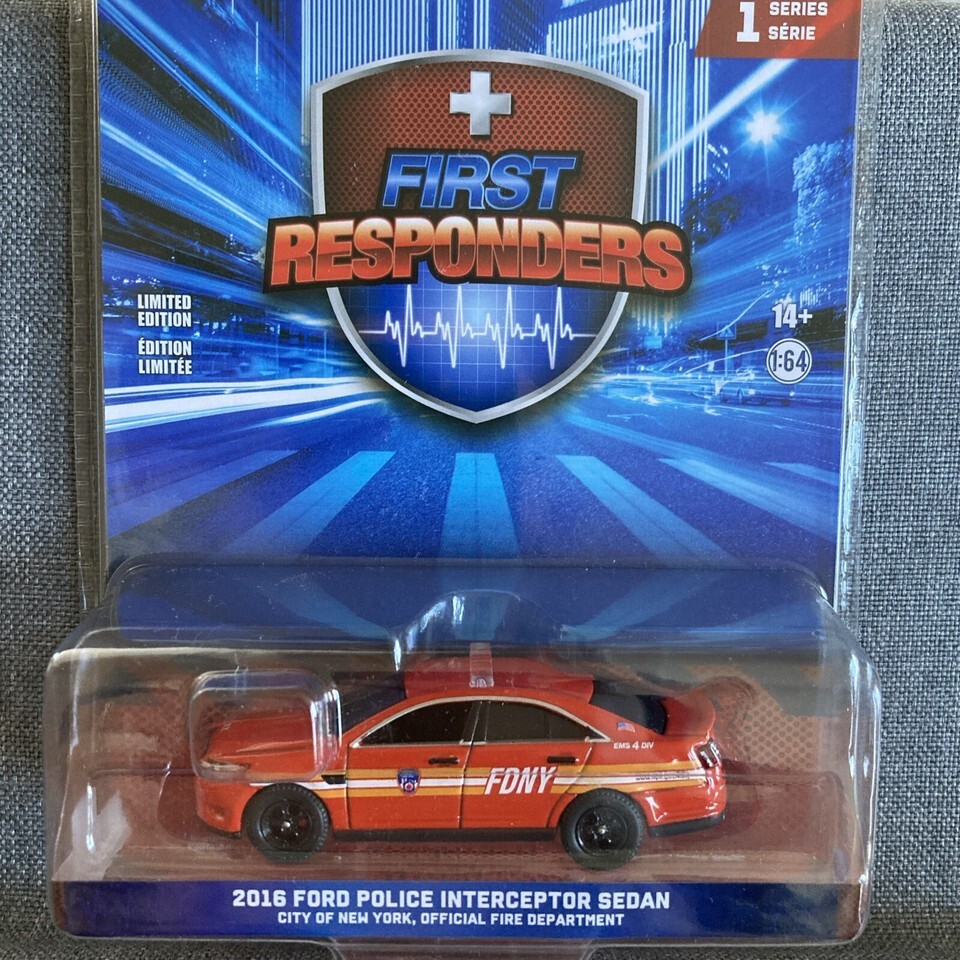 1 SERIES
SÉRIE
FIRST
RESPONDERS
LIMITED
EDITION
ÉDITION
LIMITÉE
14+
1:64
EMS 4 DIV
FDNY
2016 FORD POLICE INTERCEPTOR SEDAN
CITY OF NEW YORK, OFFICIAL FIRE DEPARTMENT